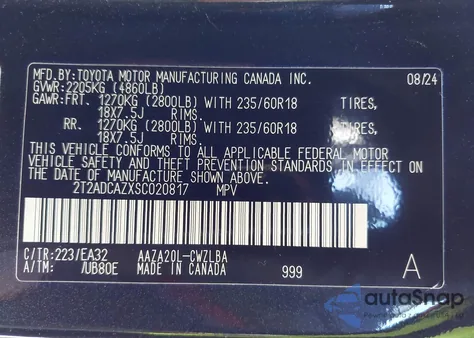 MFD.BY: TOYOTA MOTOR MANUFACTURING CANADA INC. 08/24
GVWR: 2205KG (4860LB)
GAWR: FRT. 1270KG (2800LB) WITH 235/60R18 TIRES,
18X7.5J RIMS.
RR. 1270KG (2800LB) WITH 235/60R18 TIRES,
18X7.5J RIMS.
THIS VEHICLE CONFORMS TO ALL APPLICABLE FEDERAL MOTOR
VEHICLE SAFETY AND THEFT PREVENTION STANDARDS IN EFFECT ON
THE DATE OF MANUFACTURE SHOWN ABOVE.
2T2ADCAZXSC020817 MPV
C/TR: 223/EA32 AAZA20L-CWZLBA
A/TM: /UB80E MADE IN CANADA 999 A
autoSnap